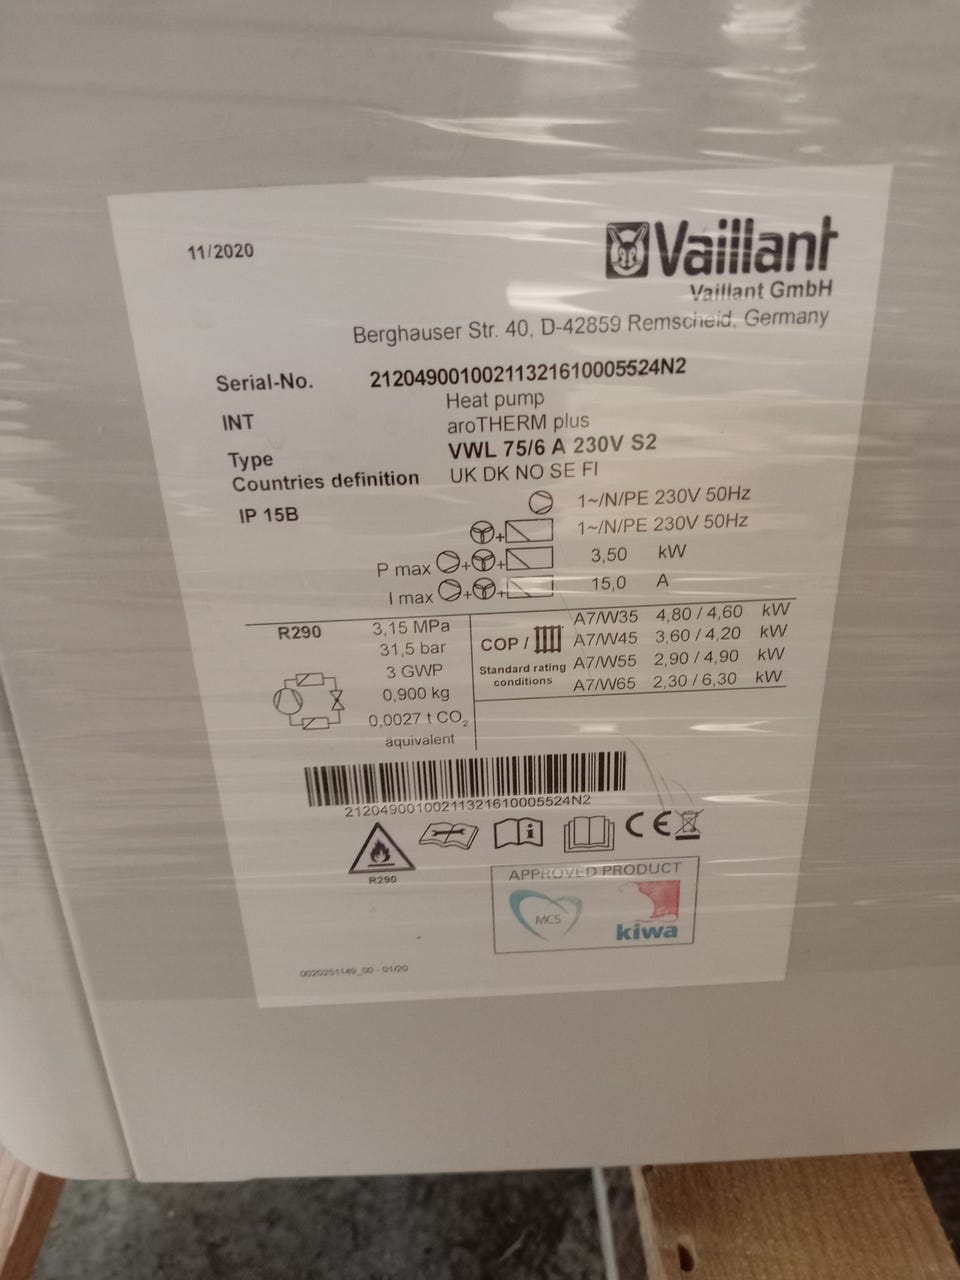 11/2020
Vaillant
Vaillant GmbH
Berghauser Str. 40, D-42859 Remscheid, Germany
Serial-No. 21204900100211321610005524N2
Heat pump
INT aroTHERM plus
Type VWL 75/6 A 230V S2
Countries definition UK DK NO SE FI
IP 15B
1~/N/PE 230V 50Hz
+ 1~/N/PE 230V 50Hz
P max + + 3,50 kW
I max + + 15,0 A
R290
3,15 MPa
31,5 bar
3 GWP
0,900 kg
0,0027 t CO₂
äquivalent
COP /
Standard rating
conditions
A7/W35 4,80 / 4,60 kW
A7/W45 3,60 / 4,20 kW
A7/W55 2,90 / 4,90 kW
A7/W65 2,30 / 6,30 kW
21204900100211321610005524N2
R290
i
CE
APPROVED PRODUCT
MCS
kiwa
0020251149_00 - 01/20